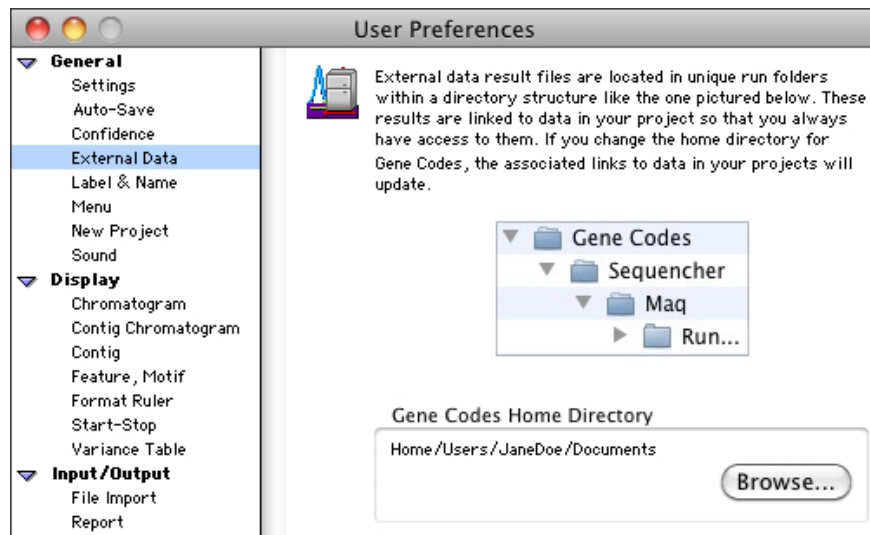 User Preferences
General
Settings
Auto-Save
Confidence
External Data
Label & Name
Menu
New Project
Sound
Display
Chromatogram
Contig Chromatogram
Contig
Feature, Motif
Format Ruler
Start-Stop
Variance Table
Input/Output
File Import
Report
External data result files are located in unique run folders
within a directory structure like the one pictured below. These
results are linked to data in your project so that you always
have access to them. If you change the home directory for
Gene Codes, the associated links to data in your projects will
update.
Gene Codes
Sequencher
Maq
Run...
Gene Codes Home Directory
Home/Users/JaneDoe/Documents
Browse...